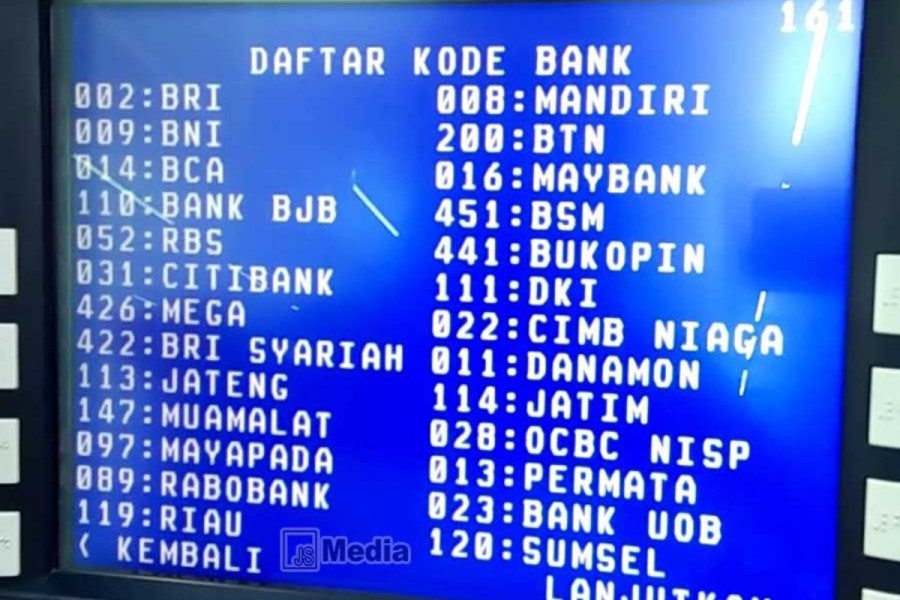 161
DAFTAR KODE BANK
002:BRI
009:BNI
014:BCA
110:BANK BJB
052:RBS
031:CITIBANK
426:MEGA
422:BRI SYARIAH
113:JATENG
147:MUAMALAT
097:MAYAPADA
089:RABOBANK
119:RIAU
< KEMBALI
008:MANDIRI
200:BTN
016:MAYBANK
451:BSM
441:BUKOPIN
111:DKI
022:CIMB NIAGA
011:DANAMON
114:JATIM
028:OCBC NISP
013:PERMATA
023:BANK UOB
120:SUMSEL
JS Media